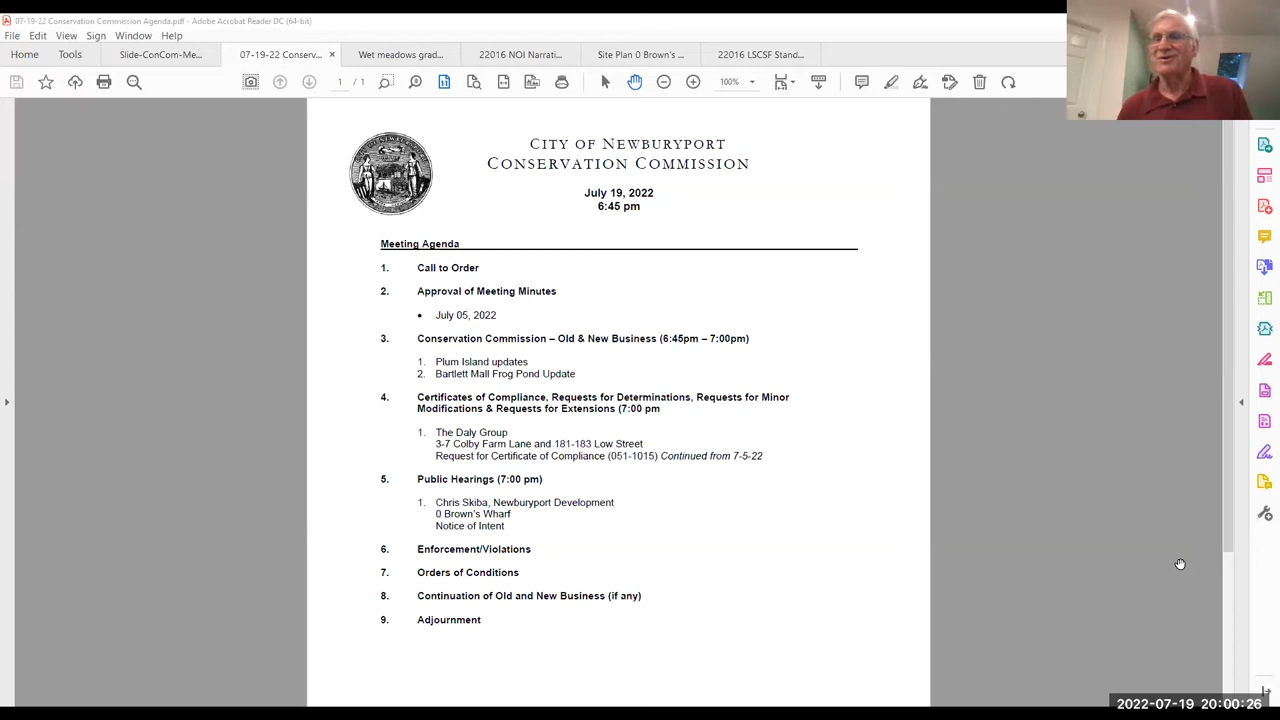 07-19-22 Conservation Commission Agenda.pdf - Adobe Acrobat Reader DC (64-bit)
File Edit View Sign Window Help
Home Tools Slide-ConCom-Me... 07-19-22 Conserv... × Wet meadows grad... 22016 NOI Narrati... Site Plan 0 Brown's ... 22016 LSCSF Stand...
1 / 1 100%
CITY OF NEWBURYPORT
CONSERVATION COMMISSION
July 19, 2022
6:45 pm
Meeting Agenda
1. Call to Order
2. Approval of Meeting Minutes
• July 05, 2022
3. Conservation Commission – Old & New Business (6:45pm – 7:00pm)
1. Plum Island updates
2. Bartlett Mall Frog Pond Update
4. Certificates of Compliance, Requests for Determinations, Requests for Minor
Modifications & Requests for Extensions (7:00 pm
1. The Daly Group
3-7 Colby Farm Lane and 181-183 Low Street
Request for Certificate of Compliance (051-1015) Continued from 7-5-22
5. Public Hearings (7:00 pm)
1. Chris Skiba, Newburyport Development
0 Brown's Wharf
Notice of Intent
6. Enforcement/Violations
7. Orders of Conditions
8. Continuation of Old and New Business (if any)
9. Adjournment
2022-07-19 20:00:26